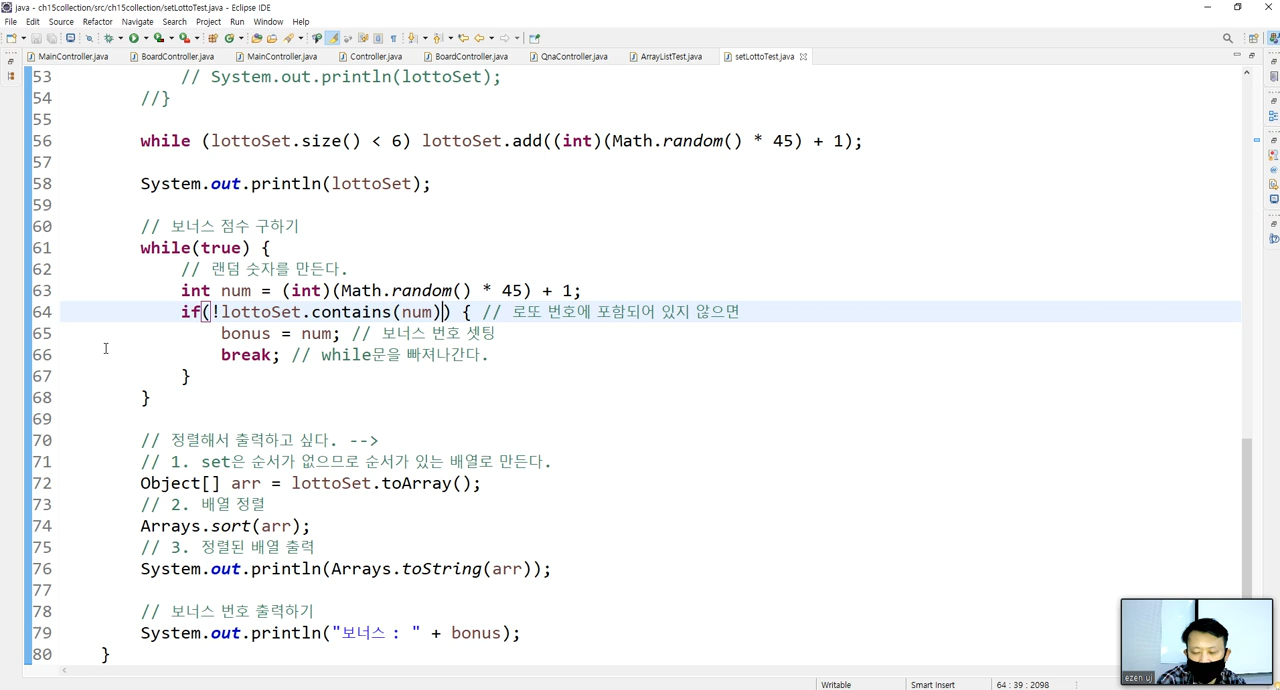 java - ch15collection/src/ch15collection/setLottoTest.java - Eclipse IDE
File Edit Source Refactor Navigate Search Project Run Window Help
MainController.java BoardController.java MainController.java Controller.java BoardController.java QnaController.java ArrayListTest.java setLottoTest.java
53 // System.out.println(lottoSet);
54 //}
55
56 while (lottoSet.size() < 6) lottoSet.add((int)(Math.random() * 45) + 1);
57
58 System.out.println(lottoSet);
59
60 // 보너스 점수 구하기
61 while(true) {
62 // 랜덤 숫자를 만든다.
63 int num = (int)(Math.random() * 45) + 1;
64 if(!lottoSet.contains(num)) { // 로또 번호에 포함되어 있지 않으면
65 bonus = num; // 보너스 번호 셋팅
66 break; // while문을 빠져나간다.
67 }
68 }
69
70 // 정렬해서 출력하고 싶다. -->
71 // 1. set은 순서가 없으므로 순서가 있는 배열로 만든다.
72 Object[] arr = lottoSet.toArray();
73 // 2. 배열 정렬
74 Arrays.sort(arr);
75 // 3. 정렬된 배열 출력
76 System.out.println(Arrays.toString(arr));
77
78 // 보너스 번호 출력하기
79 System.out.println("보너스 : " + bonus);
80 }
ezen uj
Writable Smart Insert 64 : 39 : 2098